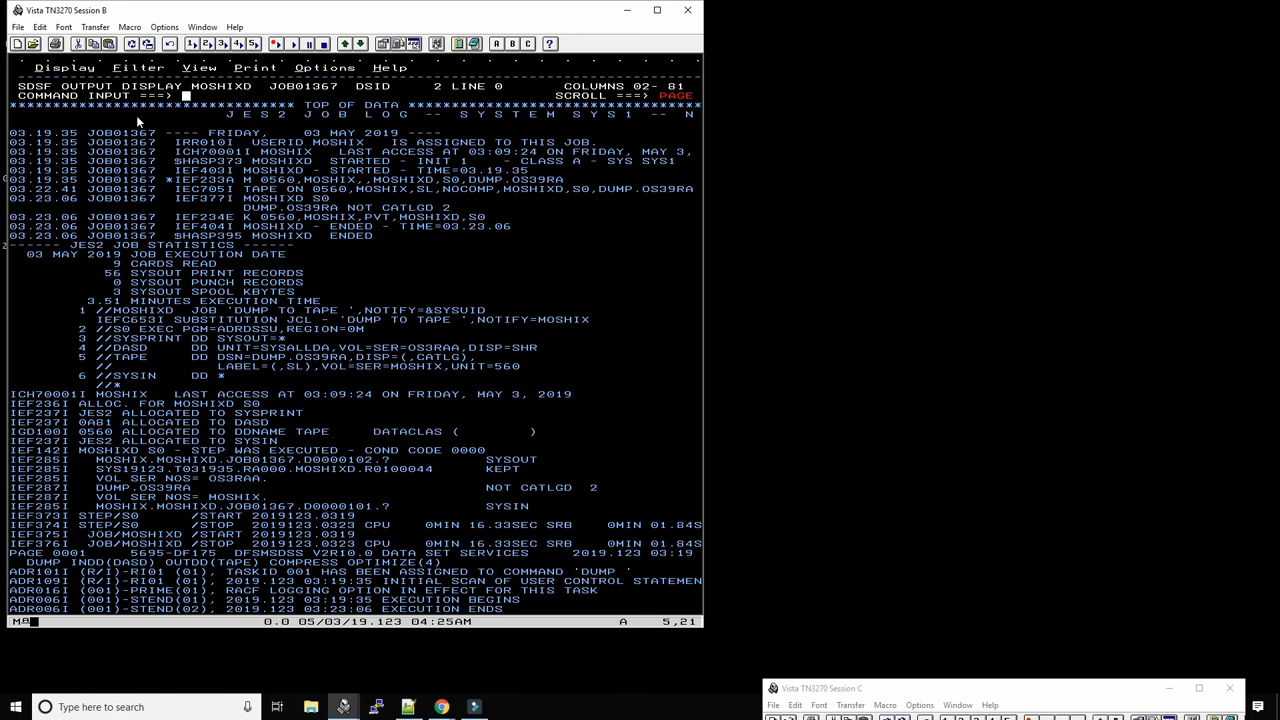 Vista TN3270 Session B
File Edit Font Transfer Macro Options Window Help
1 2 3 4 5 A B C ?
Display Filter View Print Options Help
SDSF OUTPUT DISPLAY MOSHIXD JOB01367 DSID 2 LINE 0 COLUMNS 02- 81
COMMAND INPUT ===> SCROLL ===> PAGE
********************************* TOP OF DATA **********************************
J E S 2 J O B L O G -- S Y S T E M S Y S 1 -- N
03.19.35 JOB01367 ---- FRIDAY, 03 MAY 2019 ----
03.19.35 JOB01367 IRR010I USERID MOSHIX IS ASSIGNED TO THIS JOB.
03.19.35 JOB01367 ICH70001I MOSHIX LAST ACCESS AT 03:09:24 ON FRIDAY, MAY 3,
03.19.35 JOB01367 $HASP373 MOSHIXD STARTED - INIT 1 - CLASS A - SYS SYS1
03.19.35 JOB01367 IEF403I MOSHIXD - STARTED - TIME=03.19.35
03.19.35 JOB01367 *IEF233A M 0560,MOSHIX,,MOSHIXD,S0,DUMP.OS39RA
03.22.41 JOB01367 IEC705I TAPE ON 0560,MOSHIX,SL,NOCOMP,MOSHIXD,S0,DUMP.OS39RA
03.23.06 JOB01367 IEF377I MOSHIXD S0
DUMP.OS39RA NOT CATLGD 2
03.23.06 JOB01367 IEF234E K 0560,MOSHIX,PVT,MOSHIXD,S0
03.23.06 JOB01367 IEF404I MOSHIXD - ENDED - TIME=03.23.06
03.23.06 JOB01367 $HASP395 MOSHIXD ENDED
------ JES2 JOB STATISTICS ------
03 MAY 2019 JOB EXECUTION DATE
9 CARDS READ
56 SYSOUT PRINT RECORDS
0 SYSOUT PUNCH RECORDS
3 SYSOUT SPOOL KBYTES
3.51 MINUTES EXECUTION TIME
1 //MOSHIXD JOB 'DUMP TO TAPE ',NOTIFY=&SYSUID
IEFC653I SUBSTITUTION JCL - 'DUMP TO TAPE ',NOTIFY=MOSHIX
2 //S0 EXEC PGM=ADRDSSU,REGION=0M
3 //SYSPRINT DD SYSOUT=*
4 //DASD DD UNIT=SYSALLDA,VOL=SER=OS3RAA,DISP=SHR
5 //TAPE DD DSN=DUMP.OS39RA,DISP=(,CATLG),
// LABEL=(,SL),VOL=SER=MOSHIX,UNIT=560
6 //SYSIN DD *
//*
ICH70001I MOSHIX LAST ACCESS AT 03:09:24 ON FRIDAY, MAY 3, 2019
IEF236I ALLOC. FOR MOSHIXD S0
IEF237I JES2 ALLOCATED TO SYSPRINT
IEF237I 0A81 ALLOCATED TO DASD
IGD100I 0560 ALLOCATED TO DDNAME TAPE DATACLAS ( )
IEF237I JES2 ALLOCATED TO SYSIN
IEF142I MOSHIXD S0 - STEP WAS EXECUTED - COND CODE 0000
IEF285I MOSHIX.MOSHIXD.JOB01367.D0000102.? SYSOUT
IEF285I SYS19123.T031935.RA000.MOSHIXD.R0100044 KEPT
IEF285I VOL SER NOS= OS3RAA.
IEF287I DUMP.OS39RA NOT CATLGD 2
IEF287I VOL SER NOS= MOSHIX.
IEF285I MOSHIX.MOSHIXD.JOB01367.D0000101.? SYSIN
IEF373I STEP/S0 /START 2019123.0319
IEF374I STEP/S0 /STOP 2019123.0323 CPU 0MIN 16.33SEC SRB 0MIN 01.84S
IEF375I JOB/MOSHIXD /START 2019123.0319
IEF376I JOB/MOSHIXD /STOP 2019123.0323 CPU 0MIN 16.33SEC SRB 0MIN 01.84S
PAGE 0001 5695-DF175 DFSMSDSS V2R10.0 DATA SET SERVICES 2019.123 03:19
DUMP INDD(DASD) OUTDD(TAPE) COMPRESS OPTIMIZE(4)
ADR101I (R/I)-RI01 (01), TASKID 001 HAS BEEN ASSIGNED TO COMMAND 'DUMP '
ADR109I (R/I)-RI01 (01), 2019.123 03:19:35 INITIAL SCAN OF USER CONTROL STATEMEN
ADR016I (001)-PRIME(01), RACF LOGGING OPTION IN EFFECT FOR THIS TASK
ADR006I (001)-STEND(01), 2019.123 03:19:35 EXECUTION BEGINS
ADR006I (001)-STEND(02), 2019.123 03:23:06 EXECUTION ENDS
0.0 05/03/19.123 04:25AM A 5,21
Vista TN3270 Session C
File Edit Font Transfer Macro Options Window Help
Type here to search